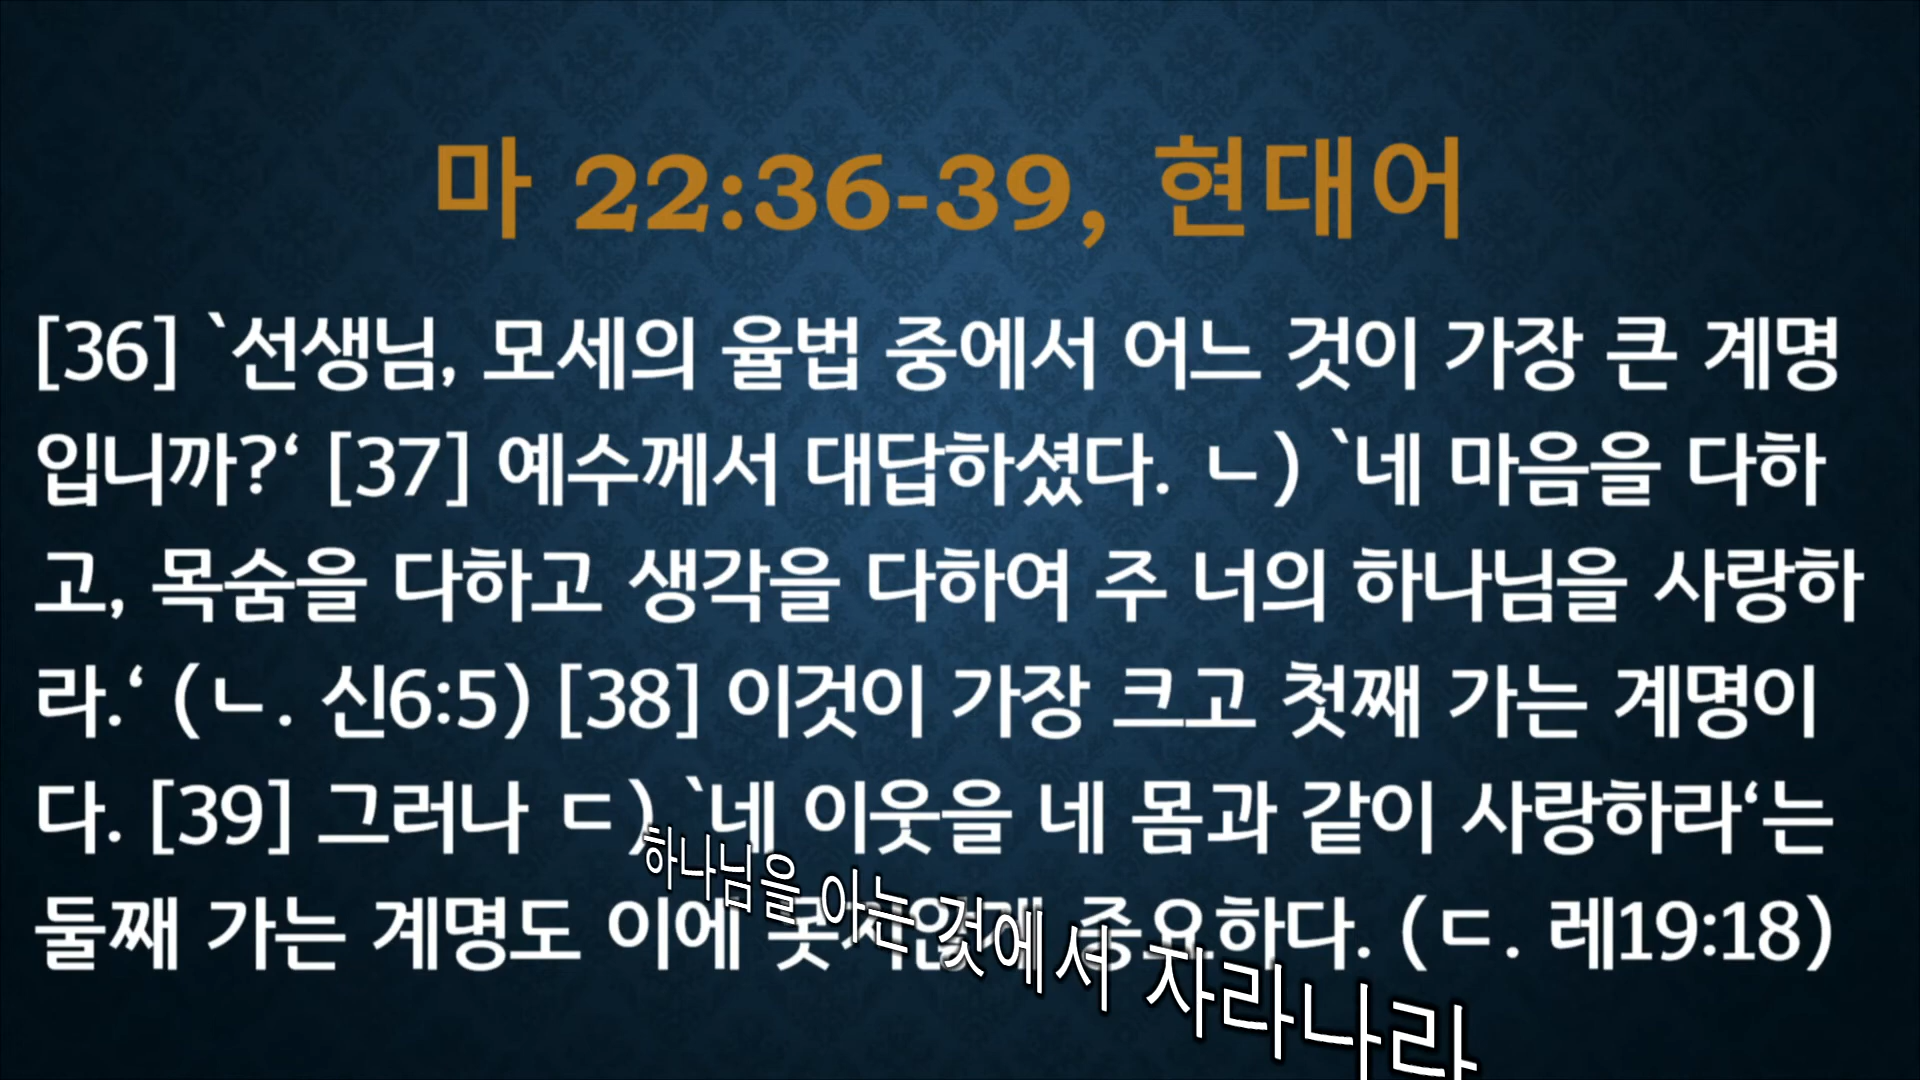 마 22:36-39, 현대어
[36] `선생님, 모세의 율법 중에서 어느 것이 가장 큰 계명
입니까?‘ [37] 예수께서 대답하셨다. ㄴ) `네 마음을 다하
고, 목숨을 다하고 생각을 다하여 주 너의 하나님을 사랑하
라.‘ (ㄴ. 신6:5) [38] 이것이 가장 크고 첫째 가는 계명이
다. [39] 그러나 ㄷ) `네 이웃을 네 몸과 같이 사랑하라‘는
둘째 가는 계명도 이에 못지않게 중요하다. (ㄷ. 레19:18)
하나님을 아는 것에서 자라나라